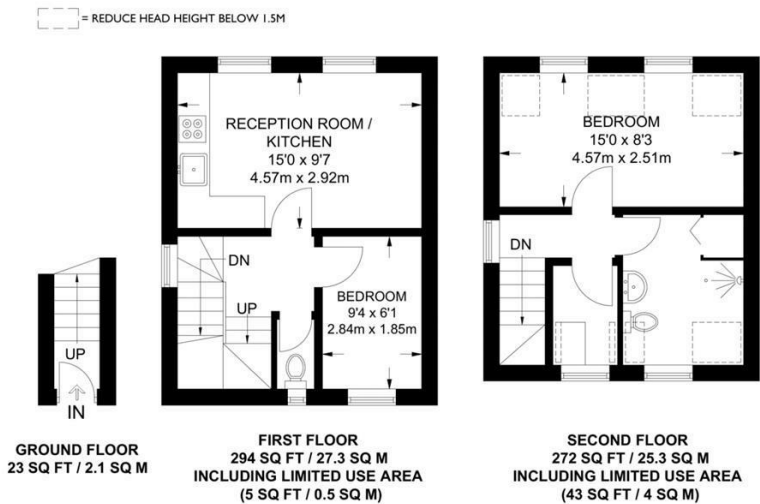 = REDUCE HEAD HEIGHT BELOW 1.5M
UP
IN
GROUND FLOOR
23 SQ FT / 2.1 SQ M
RECEPTION ROOM /
KITCHEN
15'0 x 9'7
4.57m x 2.92m
DN
UP
BEDROOM
9'4 x 6'1
2.84m x 1.85m
FIRST FLOOR
294 SQ FT / 27.3 SQ M
INCLUDING LIMITED USE AREA
(5 SQ FT / 0.5 SQ M)
BEDROOM
15'0 x 8'3
4.57m x 2.51m
DN
SECOND FLOOR
272 SQ FT / 25.3 SQ M
INCLUDING LIMITED USE AREA
(43 SQ FT / 4 SQ M)